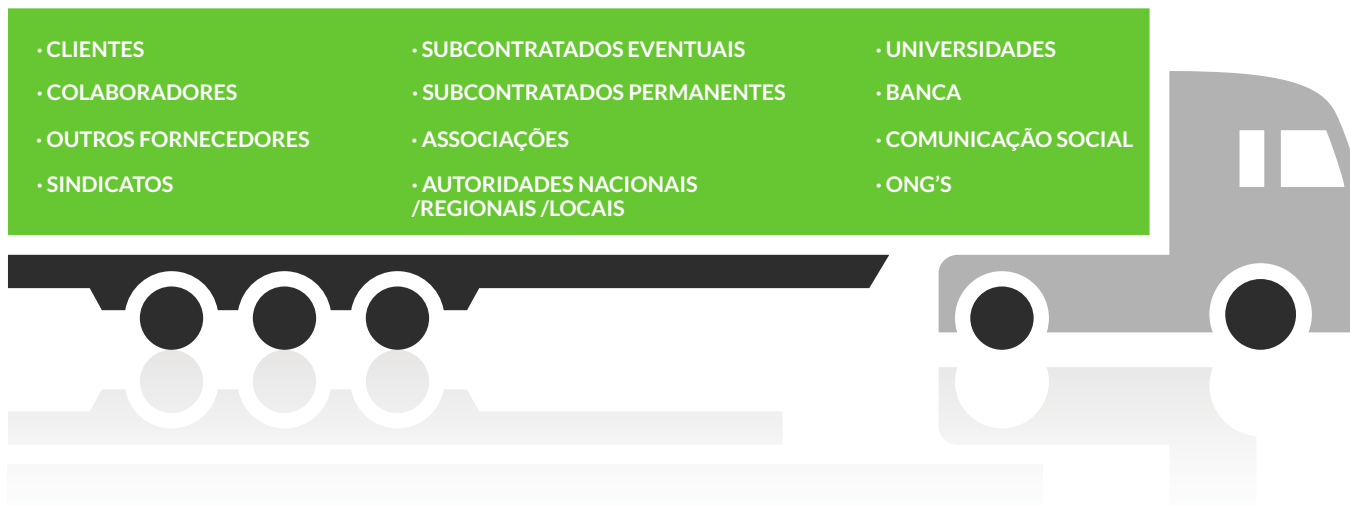 · CLIENTES
· COLABORADORES
· OUTROS FORNECEDORES
· SINDICATOS
· SUBCONTRATADOS EVENTUAIS
· SUBCONTRATADOS PERMANENTES
· ASSOCIAÇÕES
· AUTORIDADES NACIONAIS
/REGIONAIS /LOCAIS
· UNIVERSIDADES
· BANCA
· COMUNICAÇÃO SOCIAL
· ONG’S